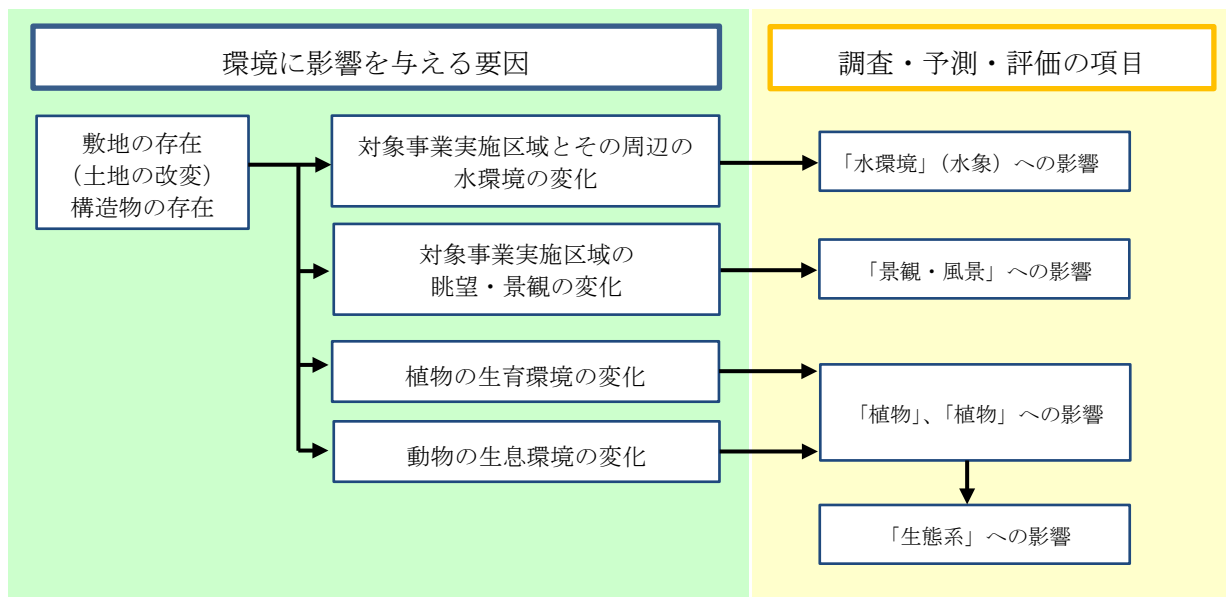 環境に影響を与える要因
調査・予測・評価の項目
敷地の存在
（土地の改変）
構造物の存在
対象事業実施区域とその周辺の
水環境の変化
「水環境」（水象）への影響
対象事業実施区域の
眺望・景観の変化
「景観・風景」への影響
植物の生育環境の変化
動物の生息環境の変化
「植物」、「植物」への影響
「生態系」への影響